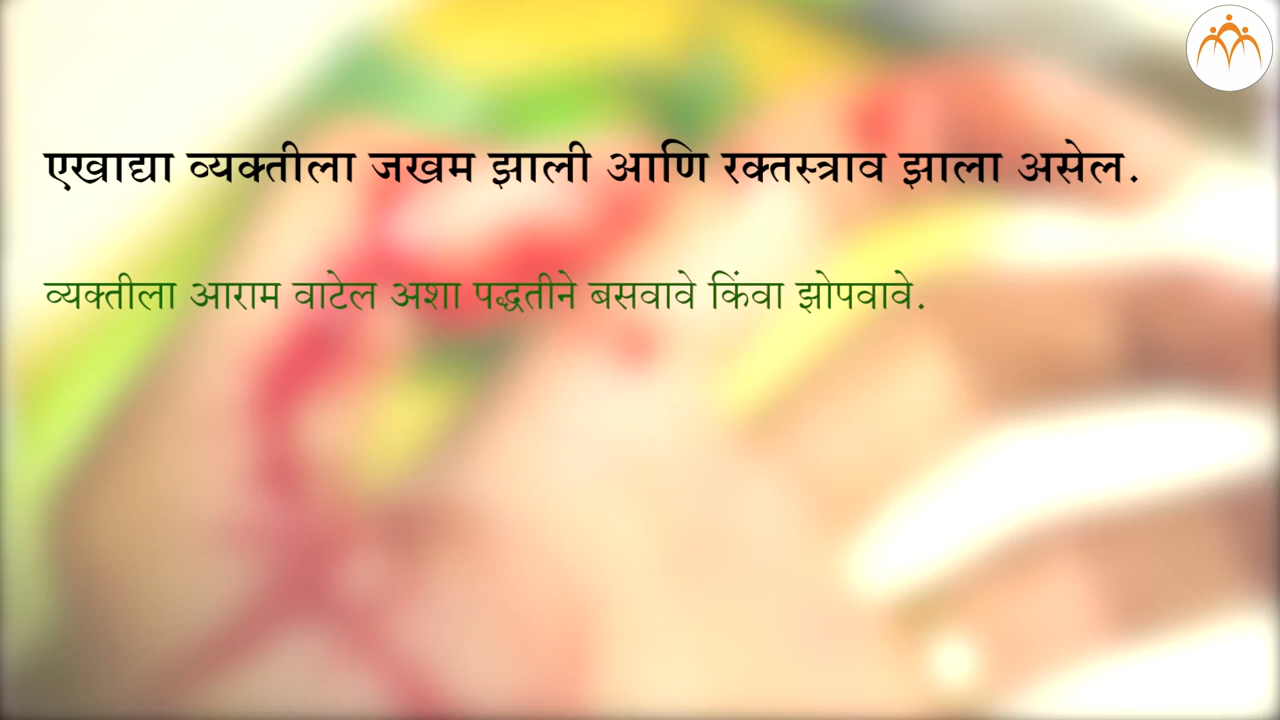 एखाद्या व्यक्तीला जखम झाली आणि रक्तस्त्राव झाला असेल.
व्यक्तीला आराम वाटेल अशा पद्धतीने बसवावे किंवा झोपवावे.